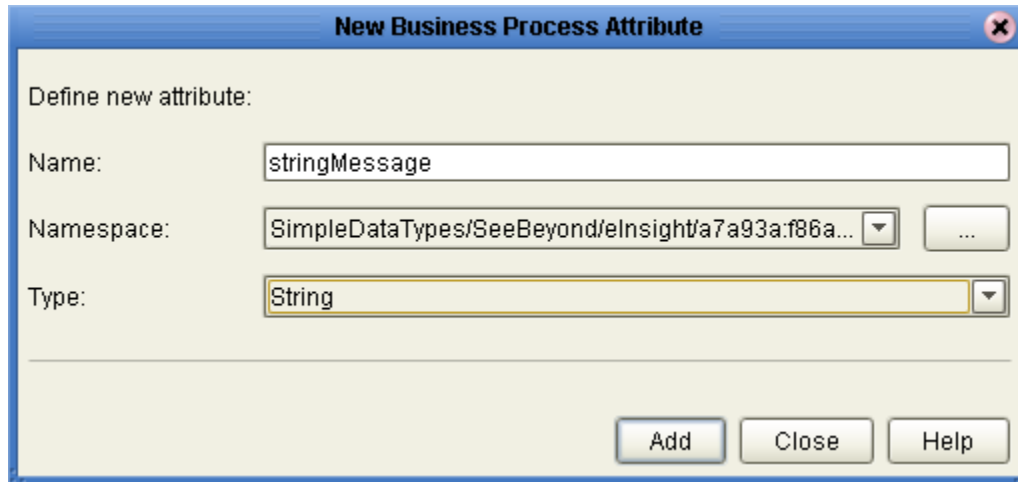 New Business Process Attribute
Define new attribute:
Name: stringMessage
Namespace: SimpleDataTypes/SeeBeyond/eInsight/a7a93a:f86a... ...
Type: String
Add Close Help